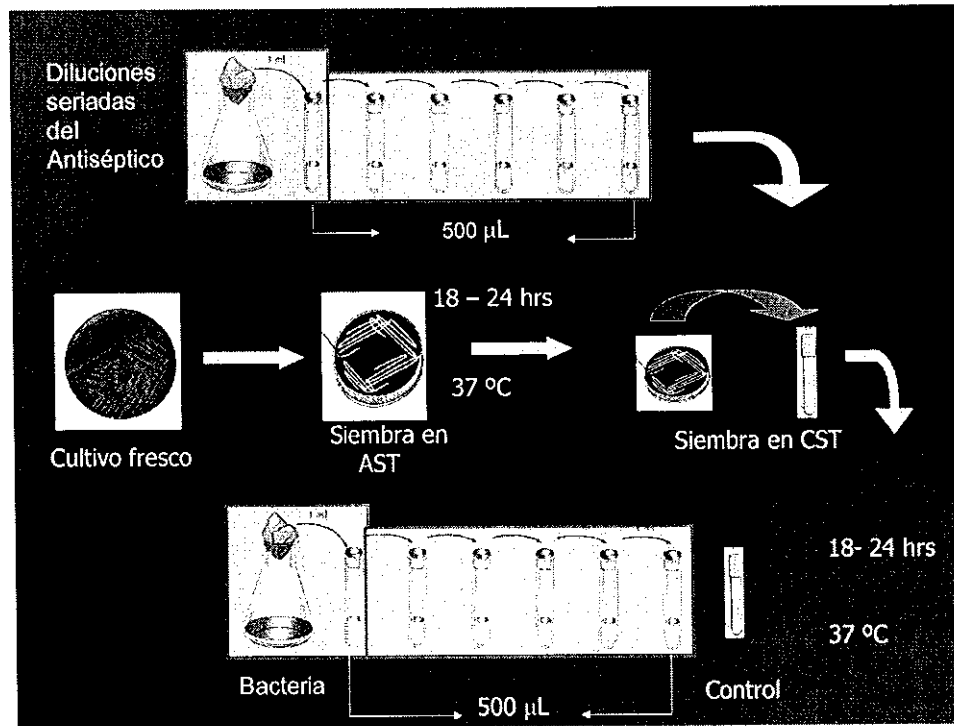 Diluciones
seriadas
del
Antiséptico
500 µL
18 – 24 hrs
37 ºC
Cultivo fresco
Siembra en
AST
Siembra en CST
18- 24 hrs
37 ºC
Bacteria
500 µL
Control